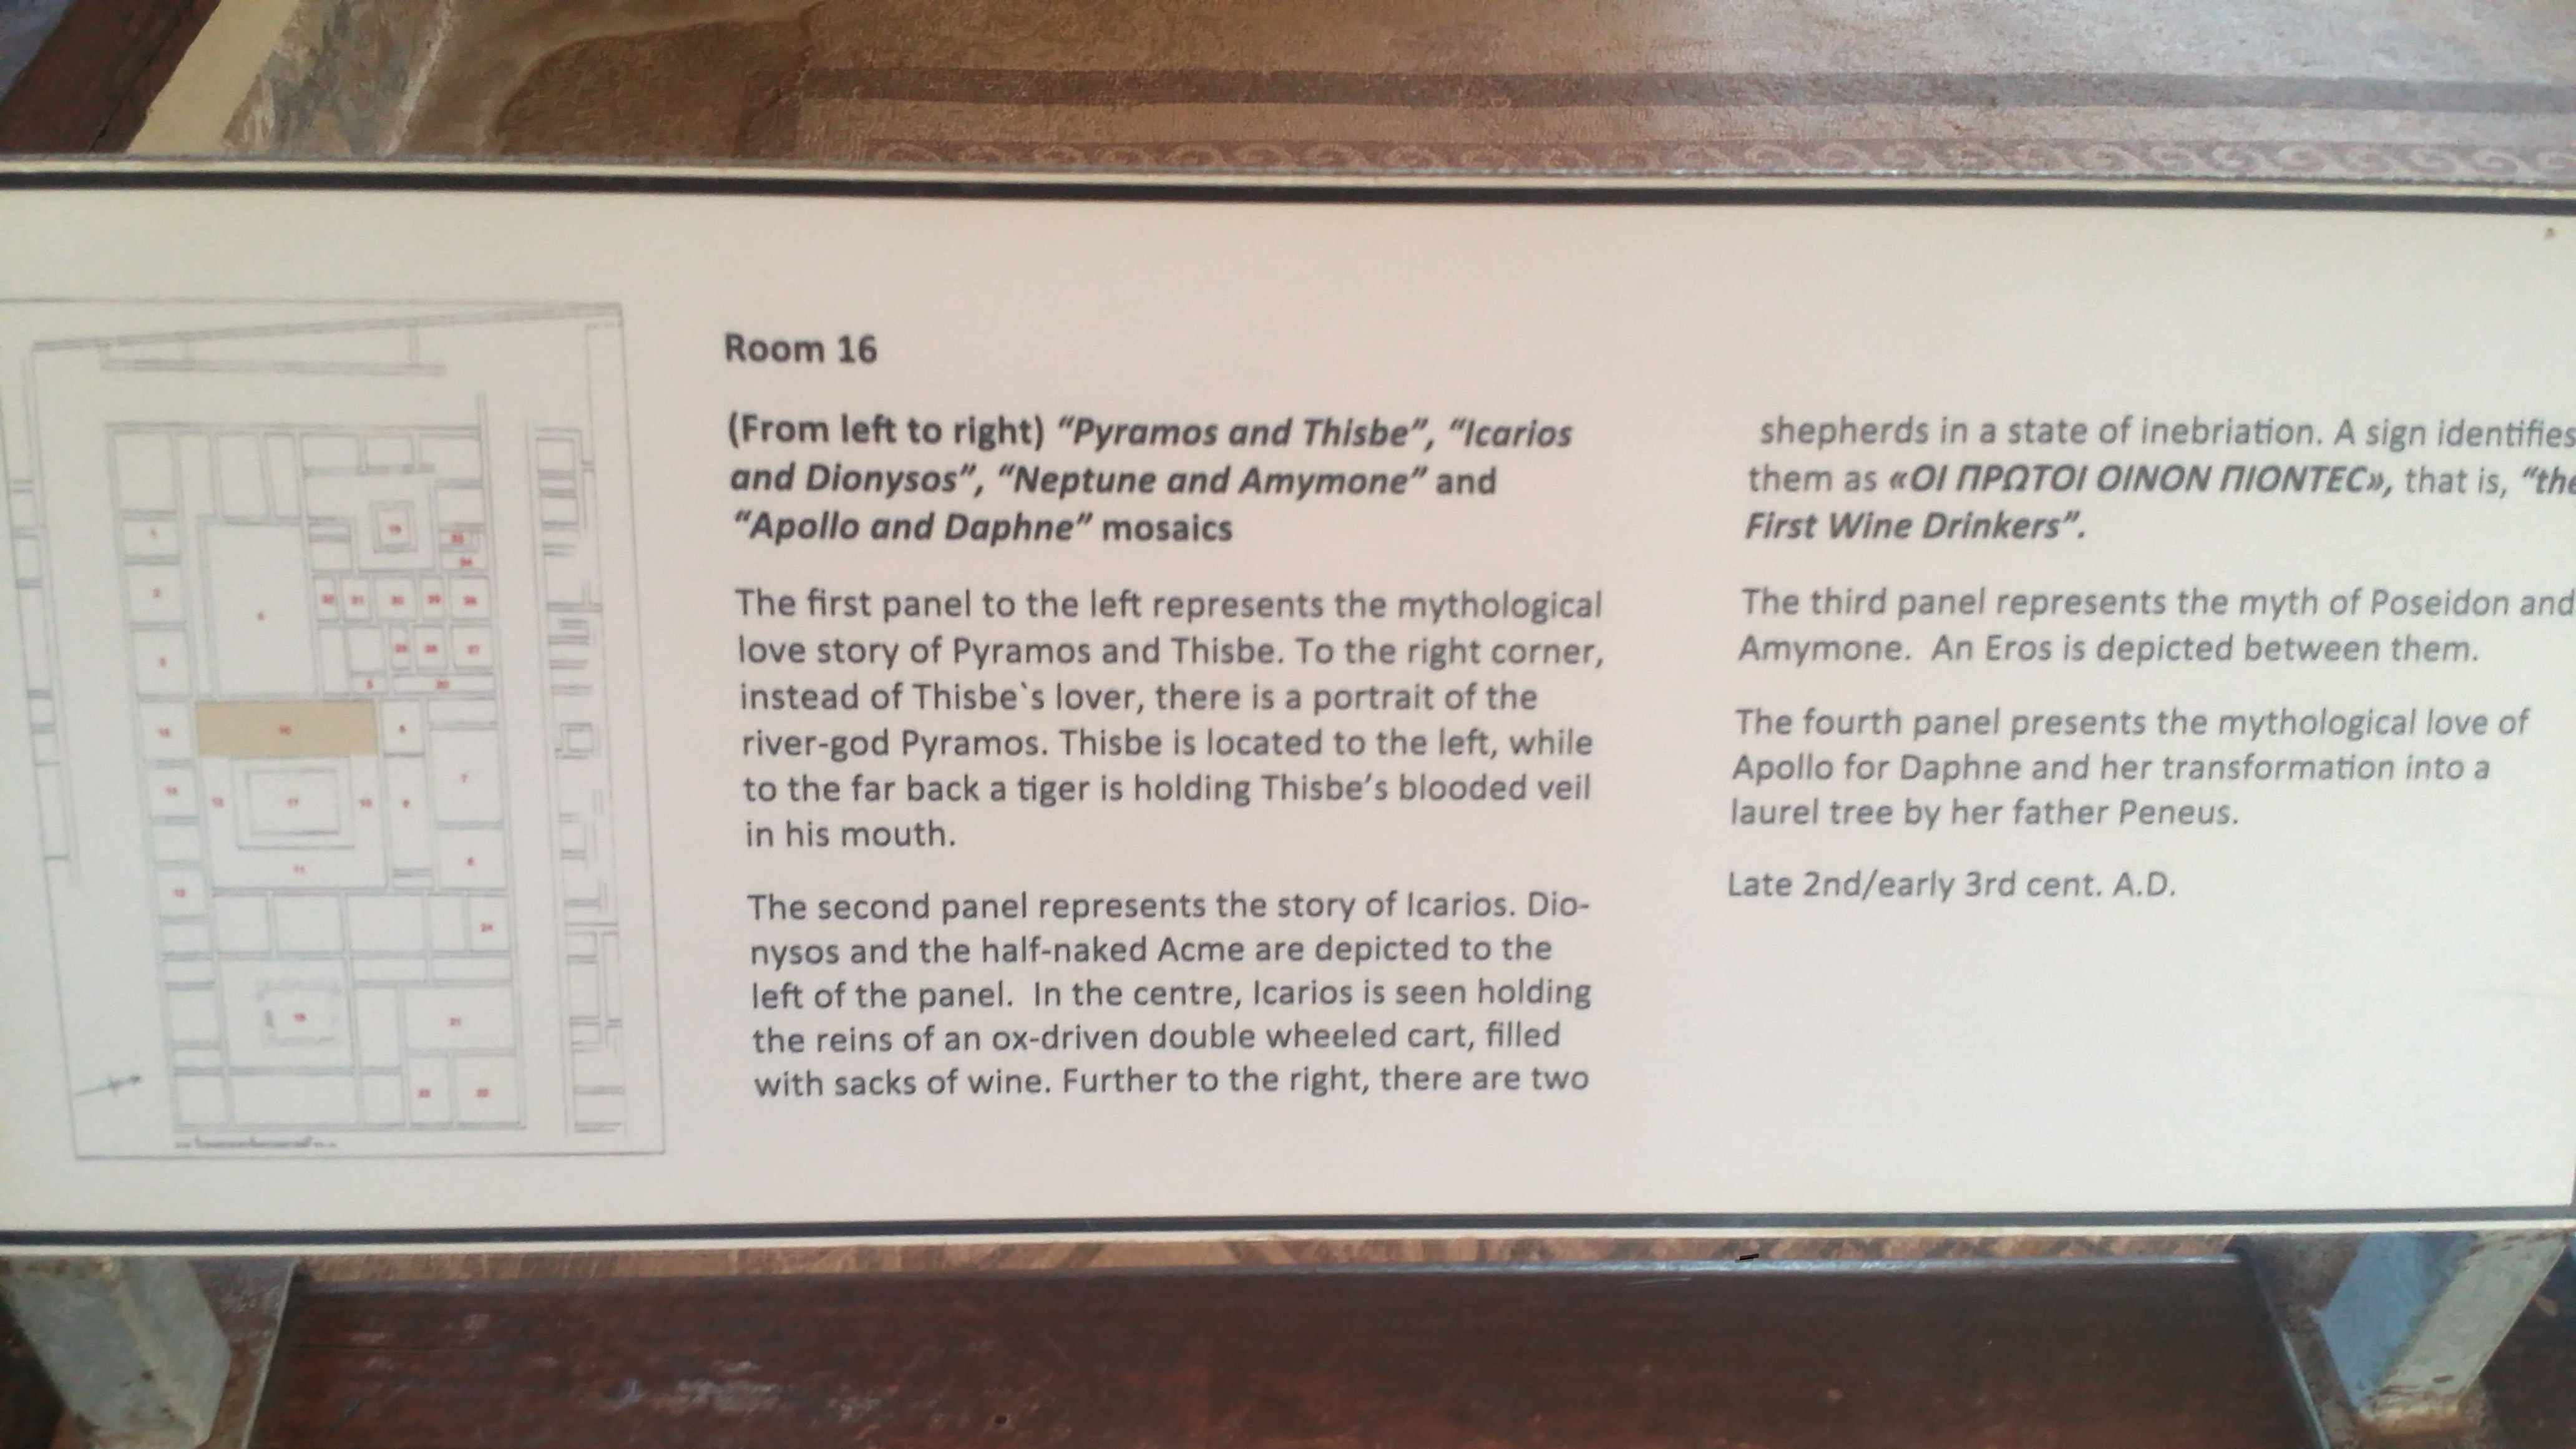 Room 16
(From left to right) “Pyramos and Thisbe”, “Icarios
and Dionysos”, “Neptune and Amymone” and
“Apollo and Daphne” mosaics
The first panel to the left represents the mythological
love story of Pyramos and Thisbe. To the right corner,
instead of Thisbe`s lover, there is a portrait of the
river-god Pyramos. Thisbe is located to the left, while
to the far back a tiger is holding Thisbe’s blooded veil
in his mouth.
The second panel represents the story of Icarios. Dio-
nysos and the half-naked Acme are depicted to the
left of the panel.  In the centre, Icarios is seen holding
the reins of an ox-driven double wheeled cart, filled
with sacks of wine. Further to the right, there are two
shepherds in a state of inebriation. A sign identifies
them as «ΟΙ ΠΡΩΤΟΙ ΟΙΝΟΝ ΠΙΟΝΤΕC», that is, “the
First Wine Drinkers”.
The third panel represents the myth of Poseidon and
Amymone.  An Eros is depicted between them.
The fourth panel presents the mythological love of
Apollo for Daphne and her transformation into a
laurel tree by her father Peneus.
Late 2nd/early 3rd cent. A.D.